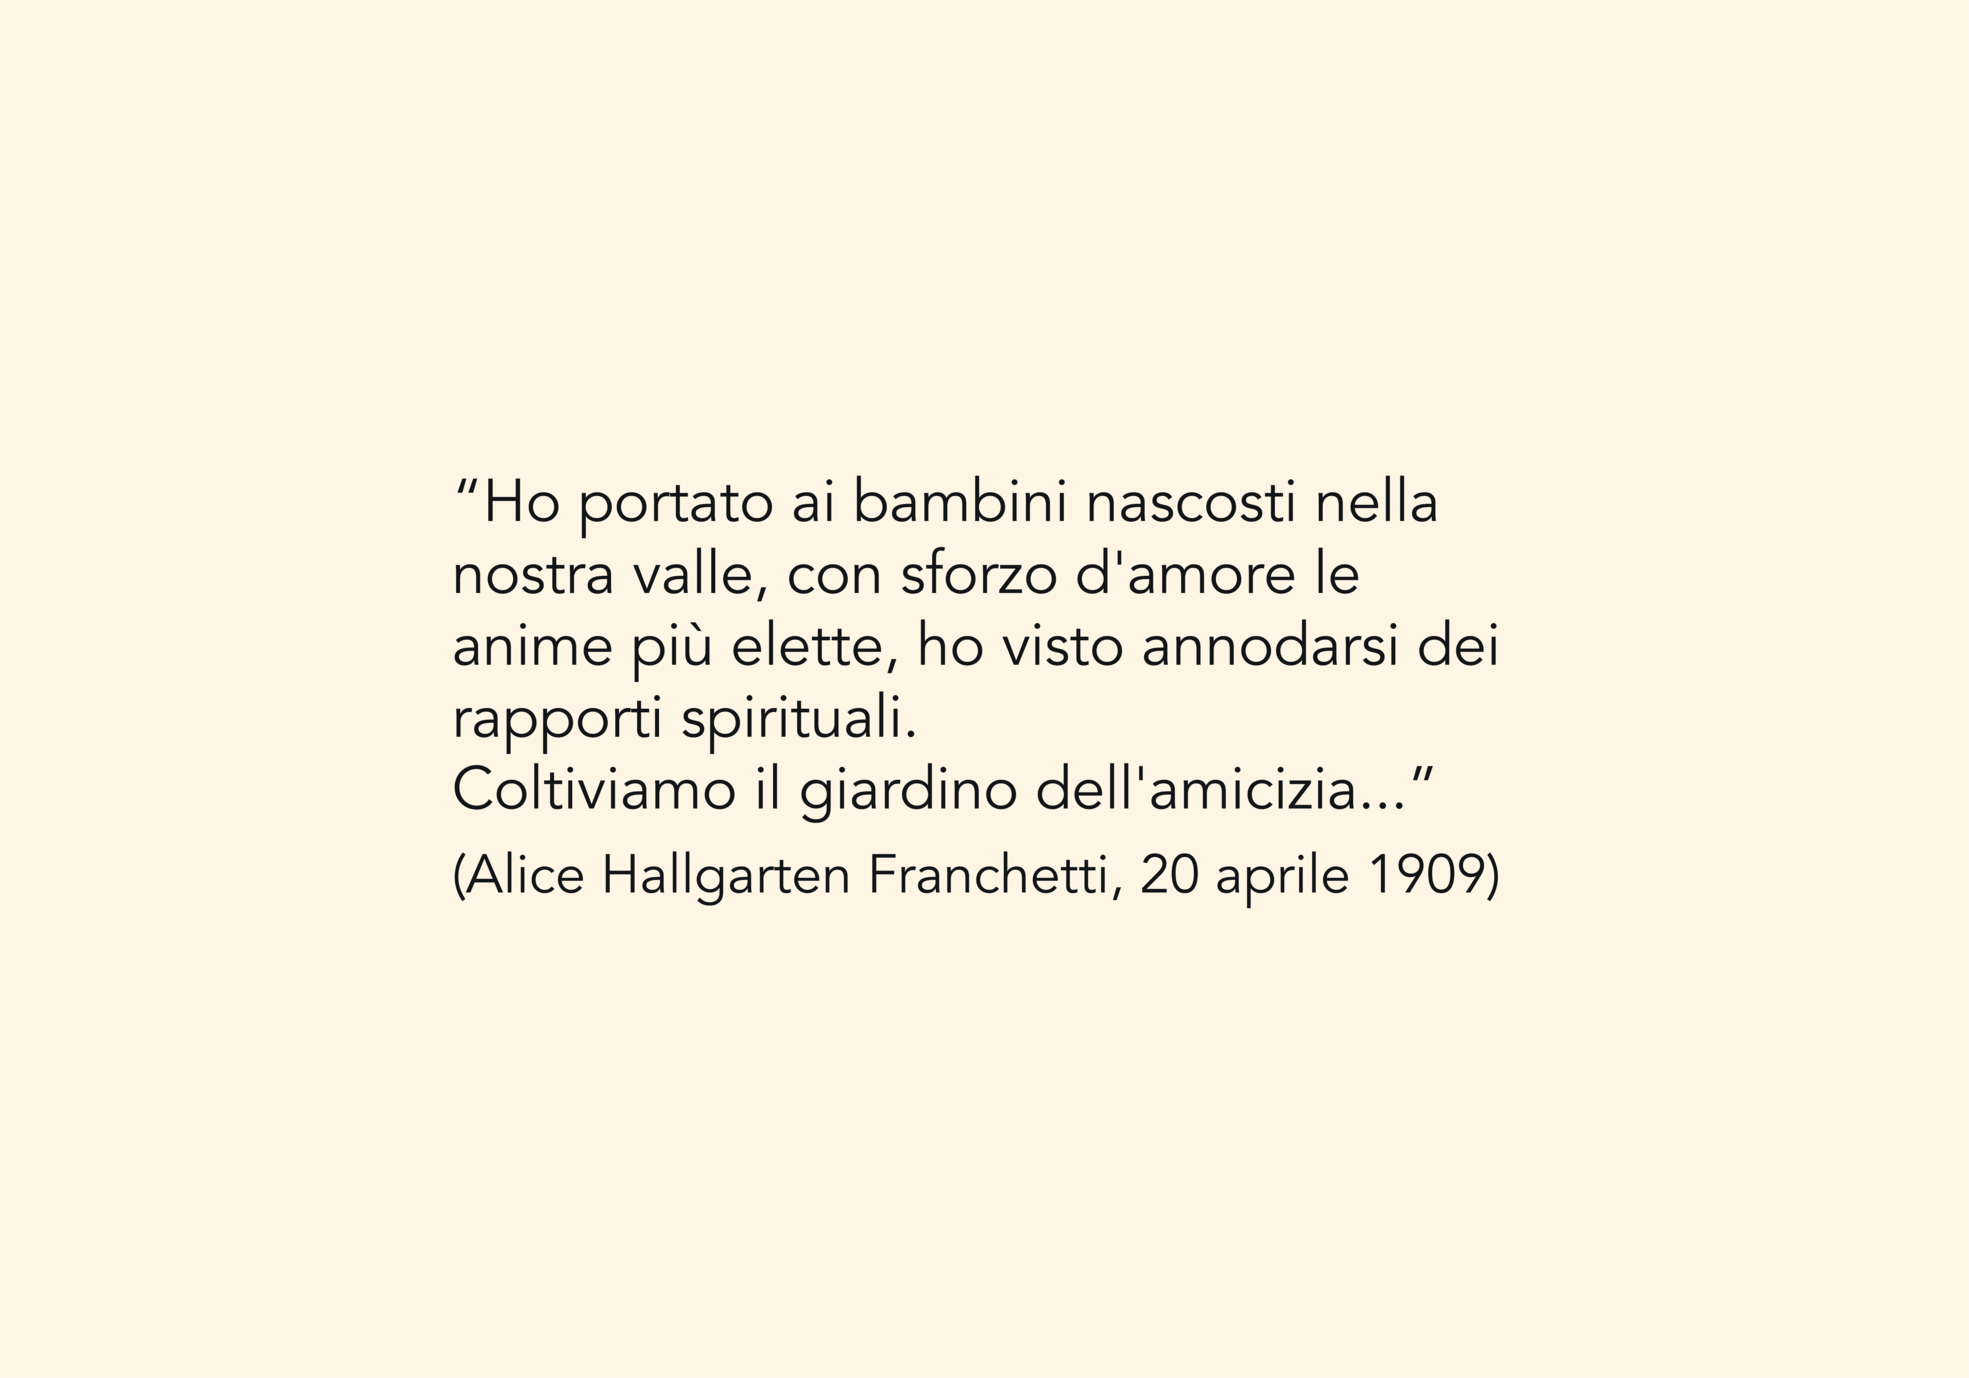 “Ho portato ai bambini nascosti nella
nostra valle, con sforzo d'amore le
anime più elette, ho visto annodarsi dei
rapporti spirituali.
Coltiviamo il giardino dell'amicizia...”
(Alice Hallgarten Franchetti, 20 aprile 1909)